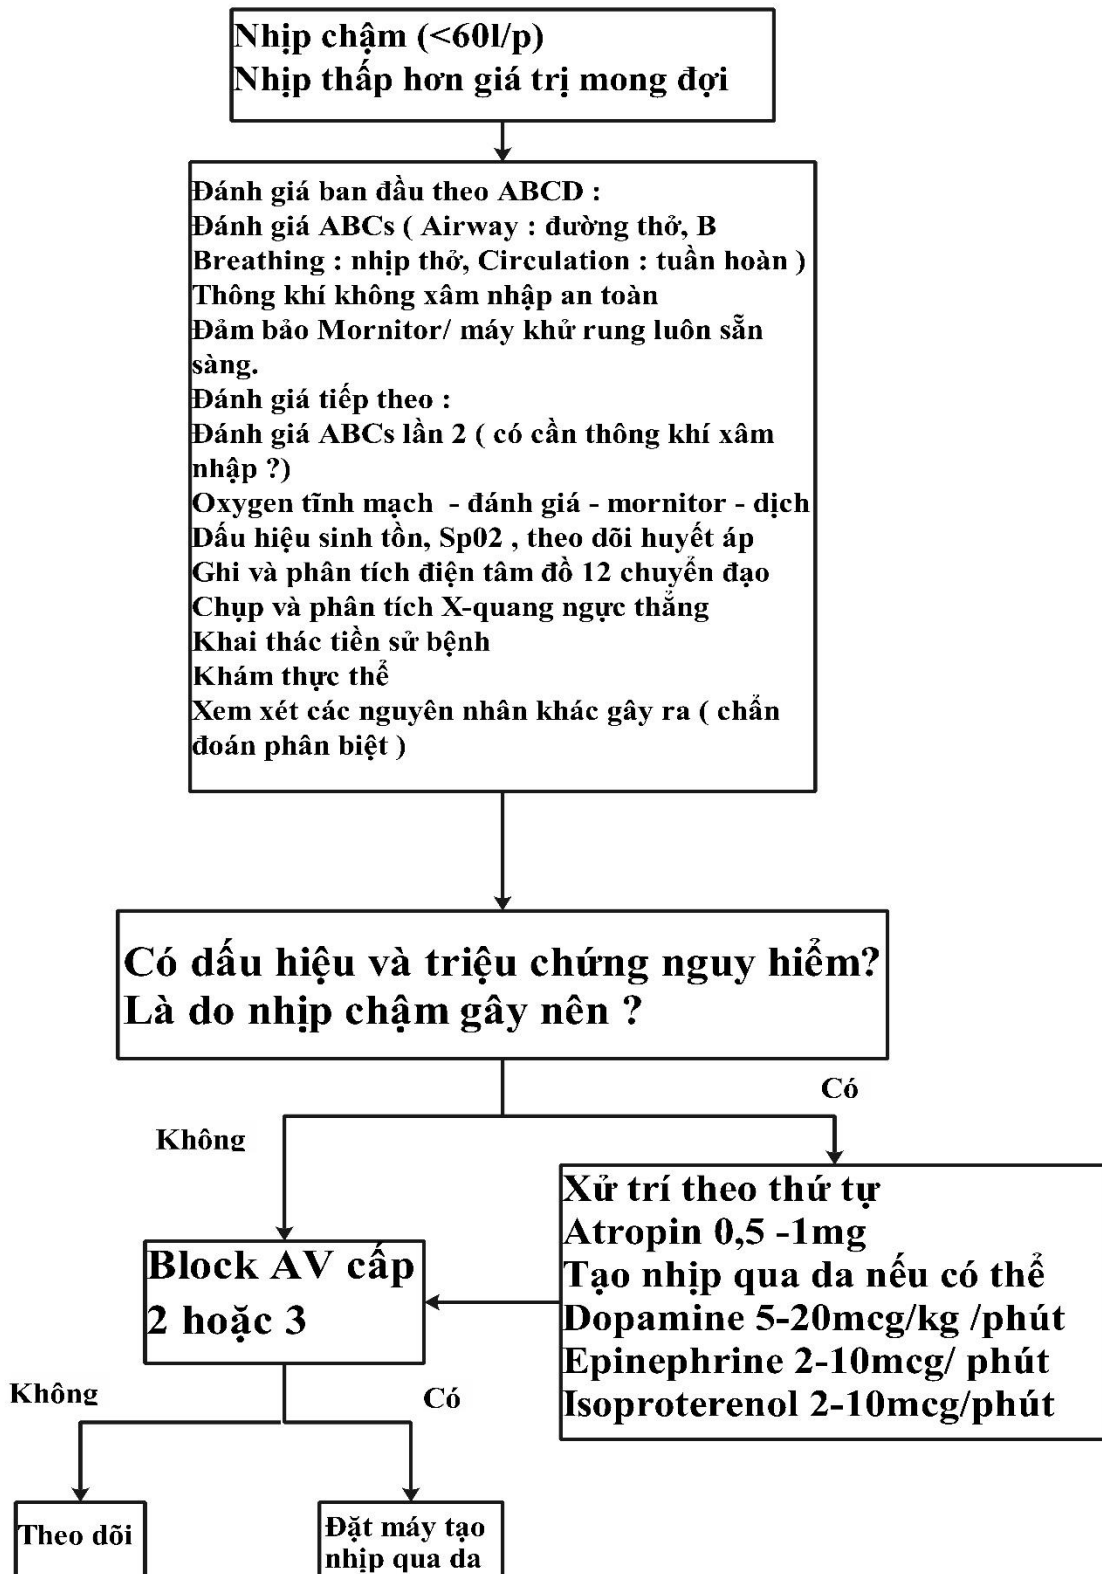 Nhịp chậm (<60l/p)
Nhịp thấp hơn giá trị mong đợi
Đánh giá ban đầu theo ABCD :
Đánh giá ABCs ( Airway : đường thở, B
Breathing : nhịp thở, Circulation : tuần hoàn )
Thông khí không xâm nhập an toàn
Đảm bảo Mornitor/ máy khử rung luôn sẵn
sàng.
Đánh giá tiếp theo :
Đánh giá ABCs lần 2 ( có cần thông khí xâm
nhập ?)
Oxygen tĩnh mạch - đánh giá - mornitor - dịch
Dấu hiệu sinh tồn, Sp02 , theo dõi huyết áp
Ghi và phân tích điện tâm đồ 12 chuyển đạo
Chụp và phân tích X-quang ngực thẳng
Khai thác tiền sử bệnh
Khám thực thể
Xem xét các nguyên nhân khác gây ra ( chẩn
đoán phân biệt )
Có dấu hiệu và triệu chứng nguy hiểm?
Là do nhịp chậm gây nên ?
Có
Không
Xử trí theo thứ tự
Atropin 0,5 -1mg
Tạo nhịp qua da nếu có thể
Dopamine 5-20mcg/kg /phút
Epinephrine 2-10mcg/ phút
Isoproterenol 2-10mcg/phút
Block AV cấp
2 hoặc 3
Không
Có
Theo dõi
Đặt máy tạo
nhịp qua da